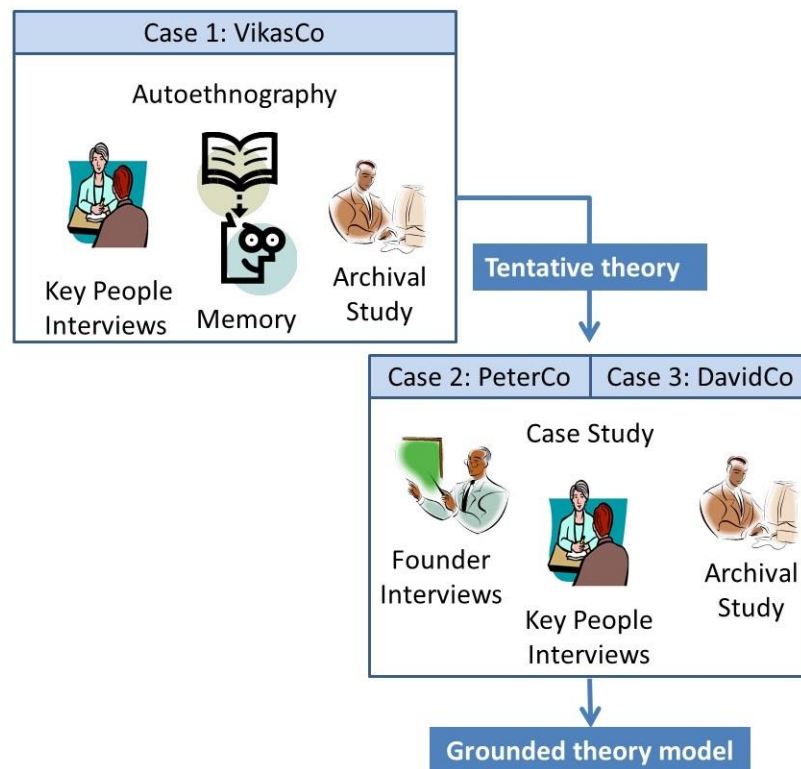 Case 1: VikasCo
Autoethnography
Key People
Interviews
Memory
Archival
Study
Tentative theory
Case 2: PeterCo
Case 3: DavidCo
Case Study
Founder
Interviews
Key People
Interviews
Archival
Study
Grounded theory model